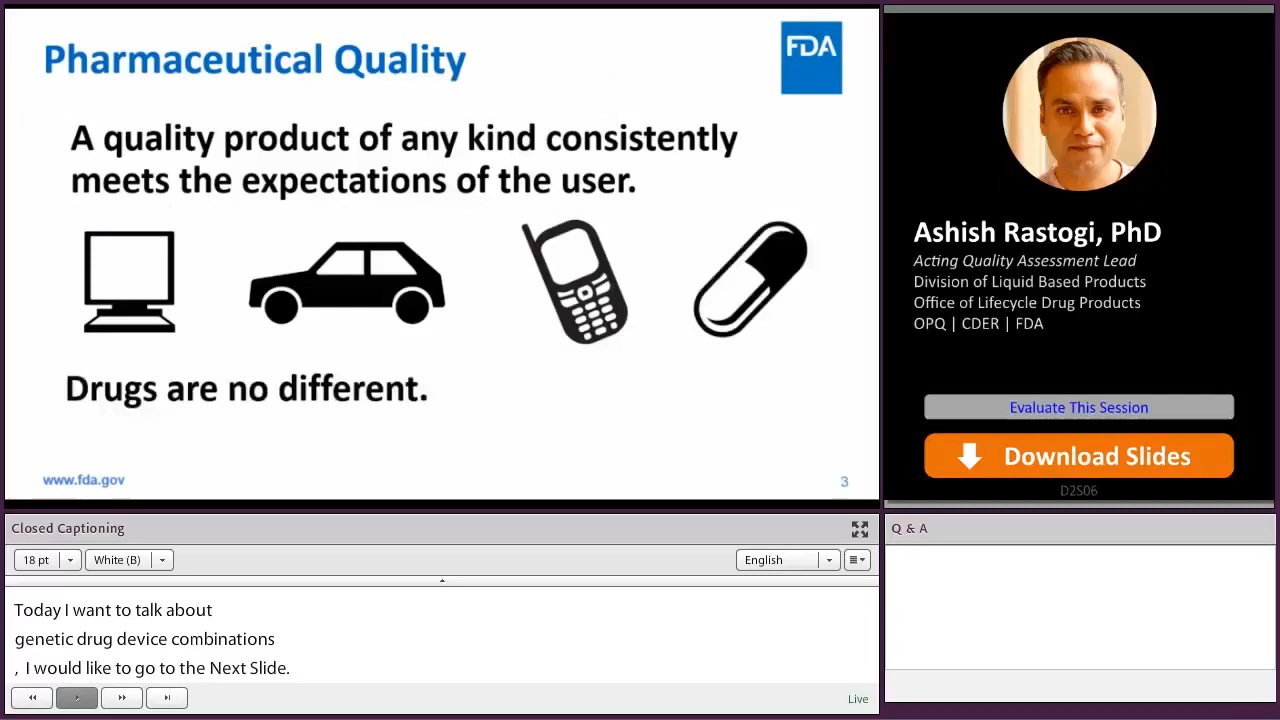 Pharmaceutical Quality
FDA
A quality product of any kind consistently
meets the expectations of the user.
Drugs are no different.
www.fda.gov
3
Ashish Rastogi, PhD
Acting Quality Assessment Lead
Division of Liquid Based Products
Office of Lifecycle Drug Products
OPQ | CDER | FDA
Evaluate This Session
Download Slides
D2S06
Closed Captioning
18 pt
White (B)
English
Today I want to talk about
genetic drug device combinations
, I would like to go to the Next Slide.
Live
Q & A